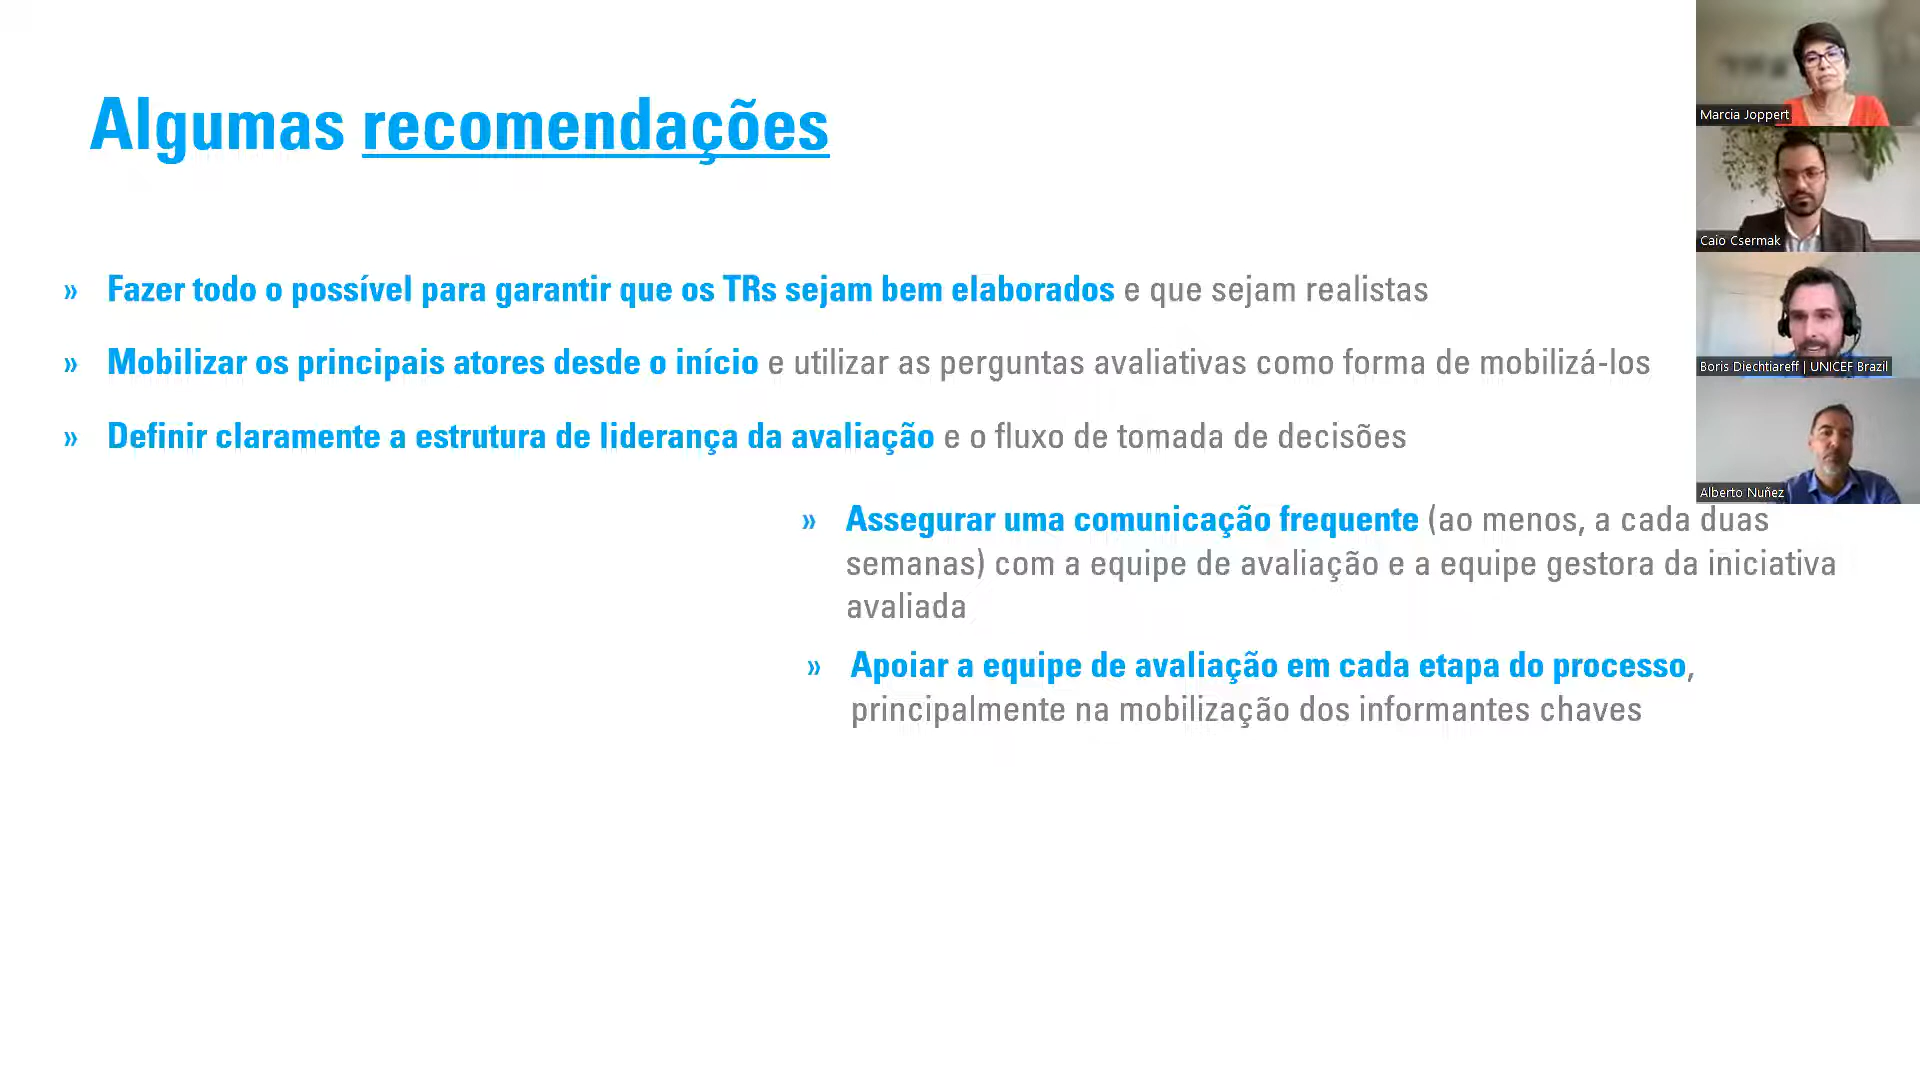 Algumas recomendações
» Fazer todo o possível para garantir que os TRs sejam bem elaborados e que sejam realistas
» Mobilizar os principais atores desde o início e utilizar as perguntas avaliativas como forma de mobilizá-los
» Definir claramente a estrutura de liderança da avaliação e o fluxo de tomada de decisões
» Assegurar uma comunicação frequente (ao menos, a cada duas
semanas) com a equipe de avaliação e a equipe gestora da iniciativa
avaliada
» Apoiar a equipe de avaliação em cada etapa do processo,
principalmente na mobilização dos informantes chaves
Marcia Joppert
Caio Csermak
Boris Diechtiareff | UNICEF Brazil
Alberto Nuñez